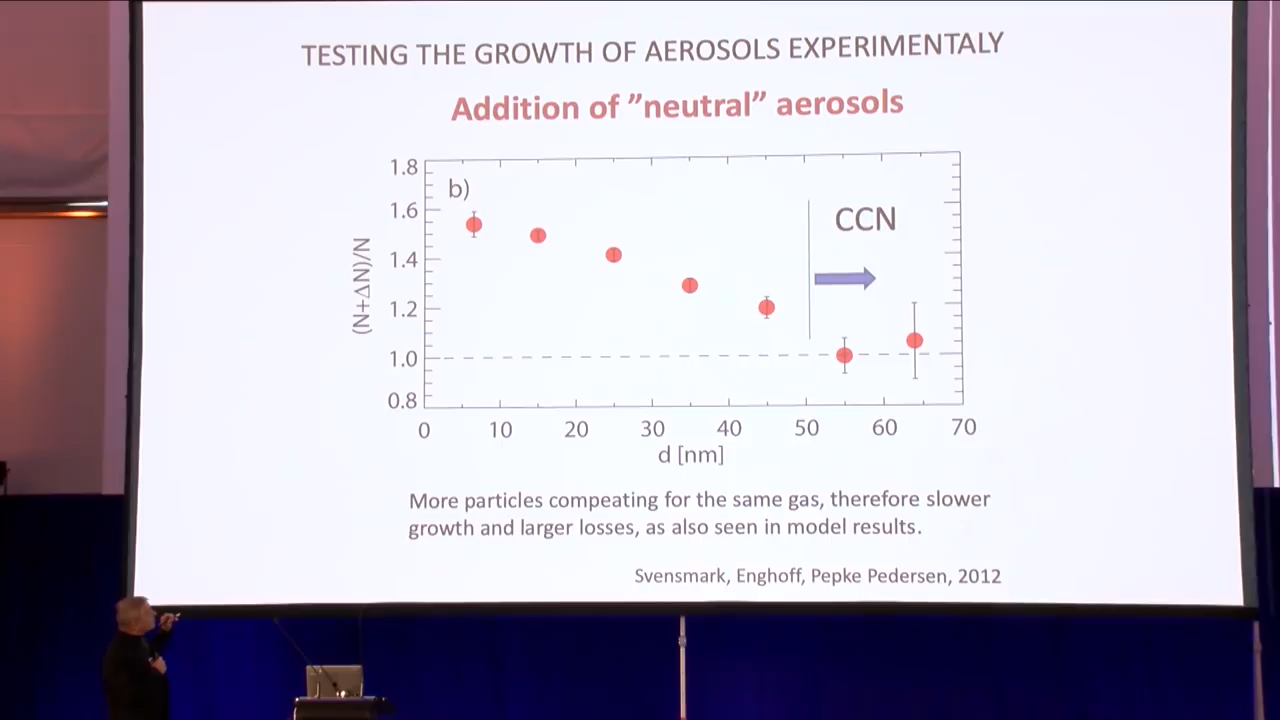 TESTING THE GROWTH OF AEROSOLS EXPERIMENTALY
Addition of ”neutral” aerosols
b)
CCN
1.8
1.6
1.4
1.2
1.0
0.8
(N+ΔN)/N
0 10 20 30 40 50 60 70
d [nm]
More particles compeating for the same gas, therefore slower
growth and larger losses, as also seen in model results.
Svensmark, Enghoff, Pepke Pedersen, 2012